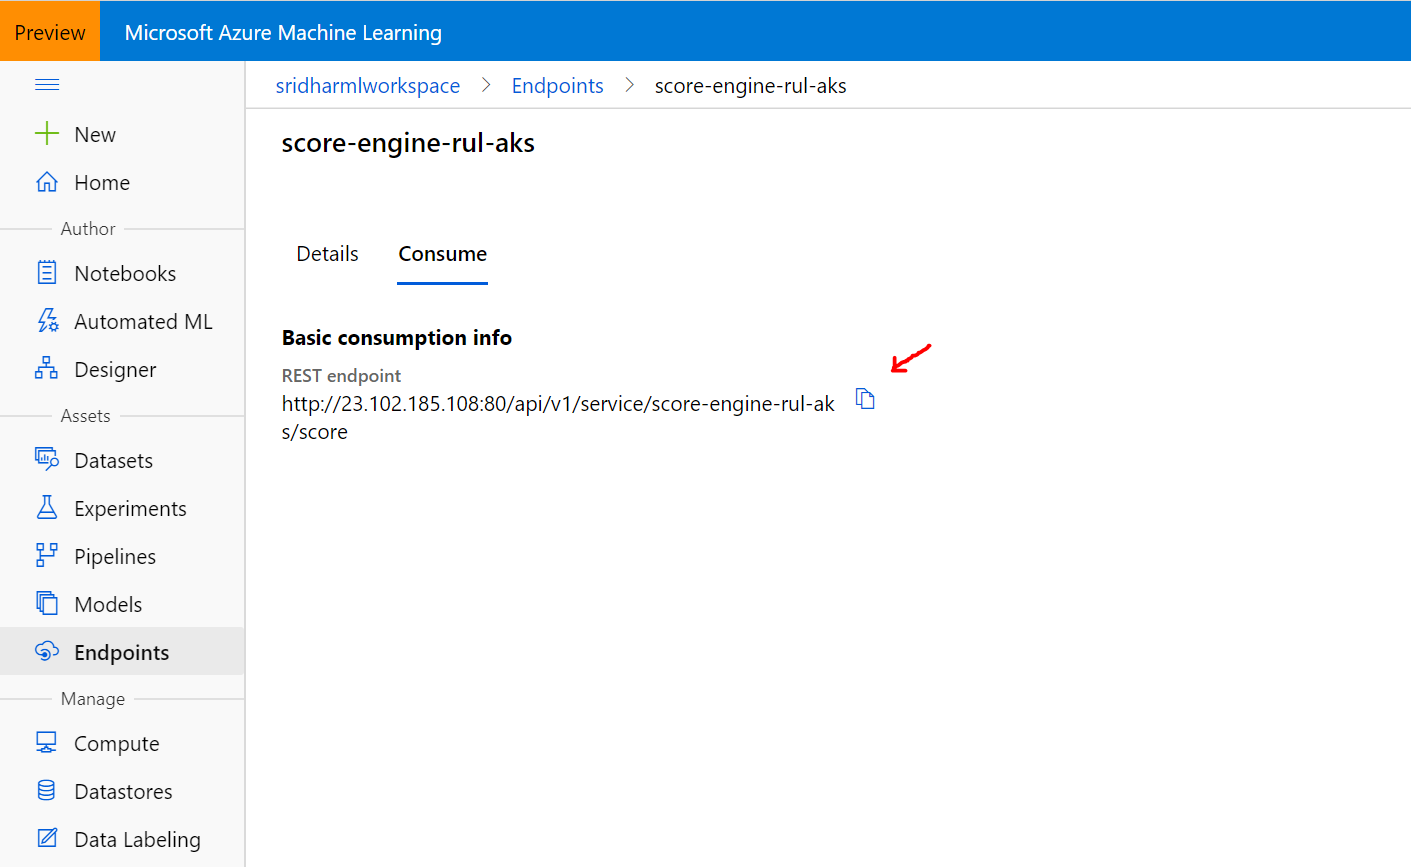 Preview
Microsoft Azure Machine Learning
sridharmlworkspace > Endpoints > score-engine-rul-aks
New
Home
Author
Notebooks
Automated ML
Designer
Assets
Datasets
Experiments
Pipelines
Models
Endpoints
Manage
Compute
Datastores
Data Labeling
score-engine-rul-aks
Details
Consume
Basic consumption info
REST endpoint
http://23.102.185.108:80/api/v1/service/score-engine-rul-ak
s/score